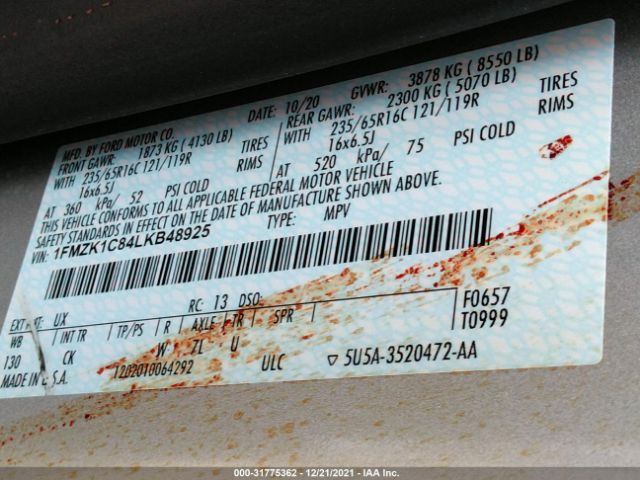 MFD. BY FORD MOTOR CO. DATE: 10/20 GVWR: 3878 KG ( 8550 LB)
FRONT GAWR: 1873 KG ( 4130 LB) REAR GAWR: 2300 KG ( 5070 LB)
WITH 235/65R16C 121/119R TIRES WITH 235/65R16C 121/119R TIRES
16x6.5J RIMS 16x6.5J RIMS
AT 360 kPa/ 52 PSI COLD AT 520 kPa/ 75 PSI COLD
THIS VEHICLE CONFORMS TO ALL APPLICABLE FEDERAL MOTOR VEHICLE
SAFETY STANDARDS IN EFFECT ON THE DATE OF MANUFACTURE SHOWN ABOVE.
VIN: 1FMZK1C84LKB48925 TYPE: MPV
EXT PNT: UX RC: 13 DSO: F0657
WB INT TR TP/PS R AXLE TR SPR T0999
130 CK W ZL U
MADE IN U.S.A. 1202010064292 ULC ▽ 5U5A-3520472-AA
000-31775362 - 12/21/2021 - IAA Inc.